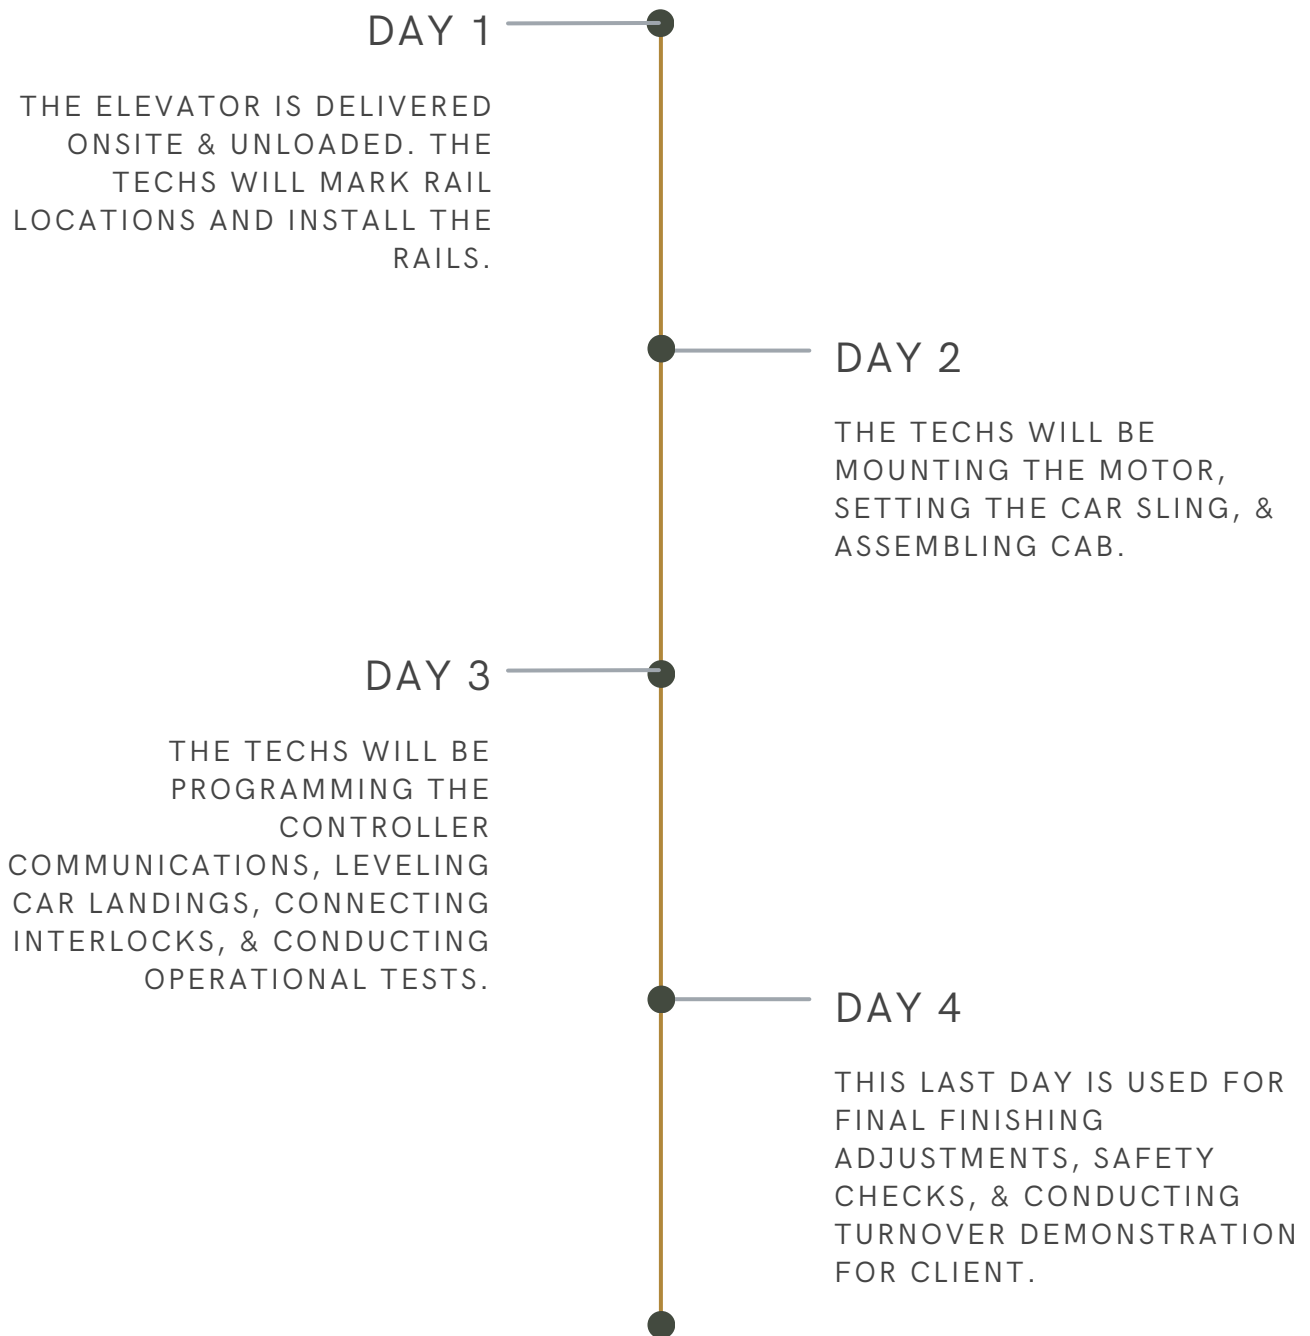 DAY 1
THE ELEVATOR IS DELIVERED
ONSITE & UNLOADED. THE
TECHS WILL MARK RAIL
LOCATIONS AND INSTALL THE
RAILS.
DAY 2
THE TECHS WILL BE
MOUNTING THE MOTOR,
SETTING THE CAR SLING, &
ASSEMBLING CAB.
DAY 3
THE TECHS WILL BE
PROGRAMMING THE
CONTROLLER
COMMUNICATIONS, LEVELING
CAR LANDINGS, CONNECTING
INTERLOCKS, & CONDUCTING
OPERATIONAL TESTS.
DAY 4
THIS LAST DAY IS USED FOR
FINAL FINISHING
ADJUSTMENTS, SAFETY
CHECKS, & CONDUCTING
TURNOVER DEMONSTRATION
FOR CLIENT.